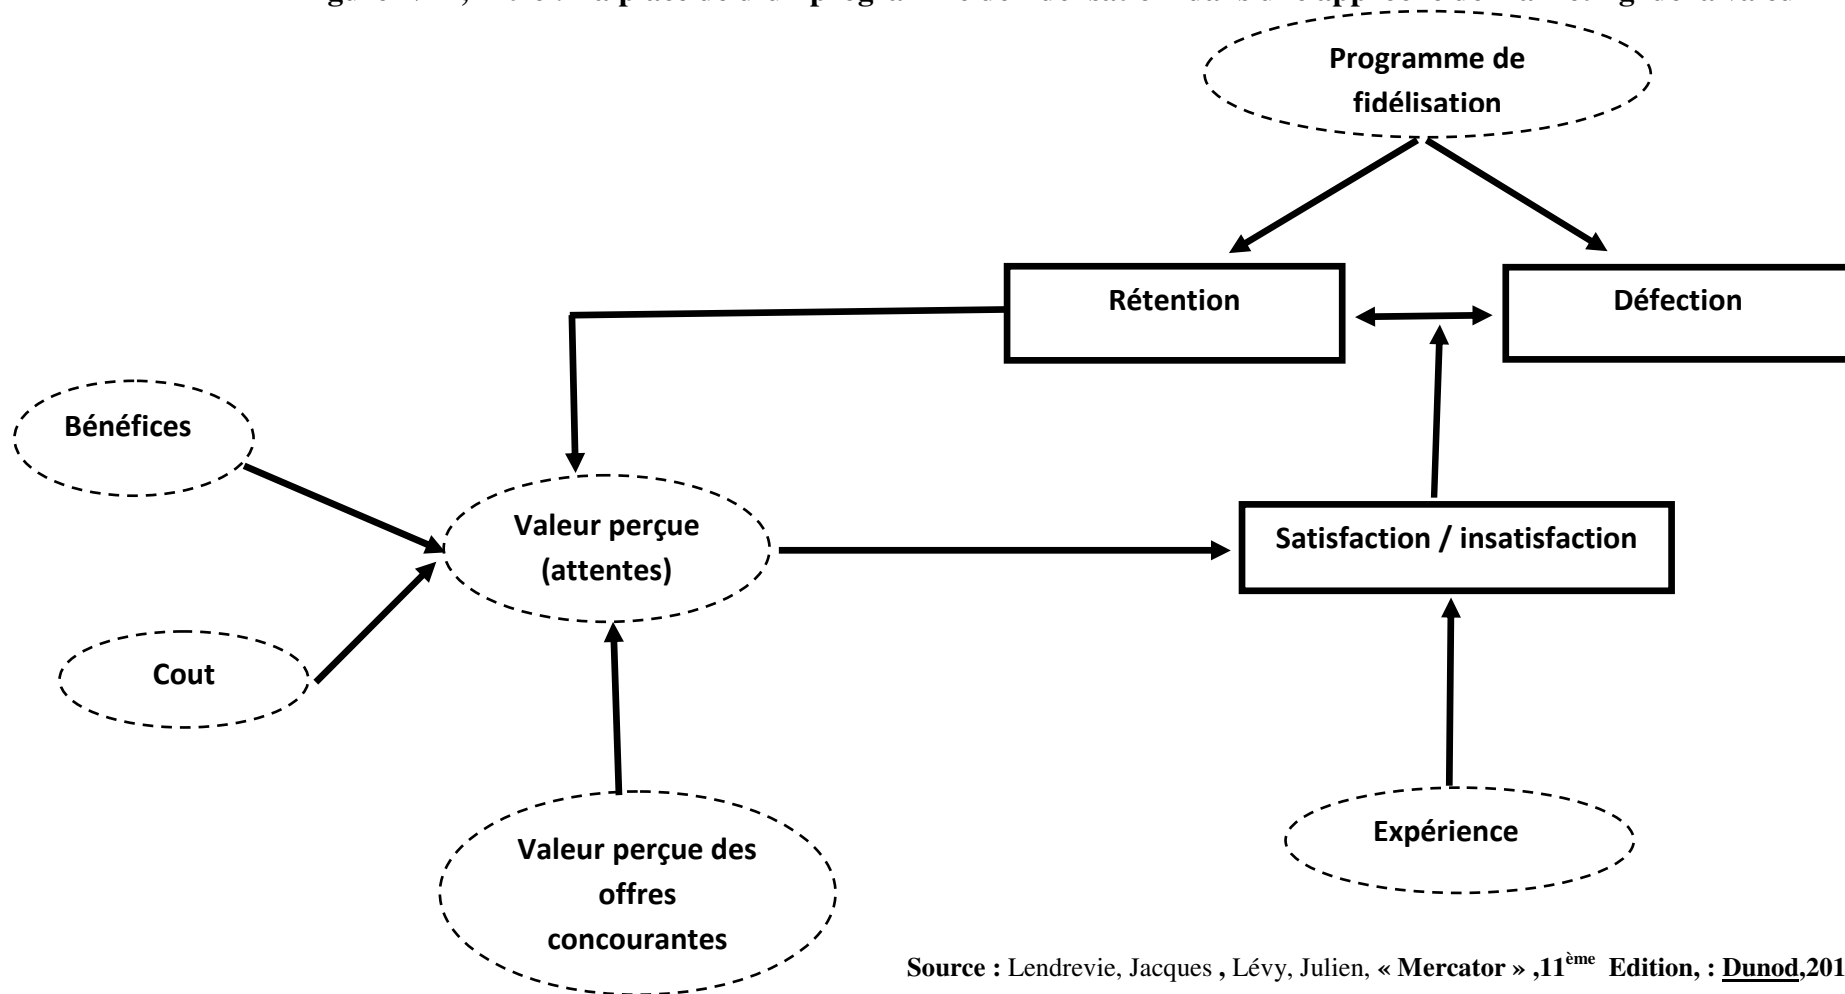 Programme de
fidélisation
Rétention
Défection
Bénéfices
Valeur perçue
(attentes)
Satisfaction / insatisfaction
Cout
Valeur perçue des
offres
concourantes
Expérience
Source : Lendrevie, Jacques , Lévy, Julien, « Mercator » ,11ème Edition, : Dunod,201